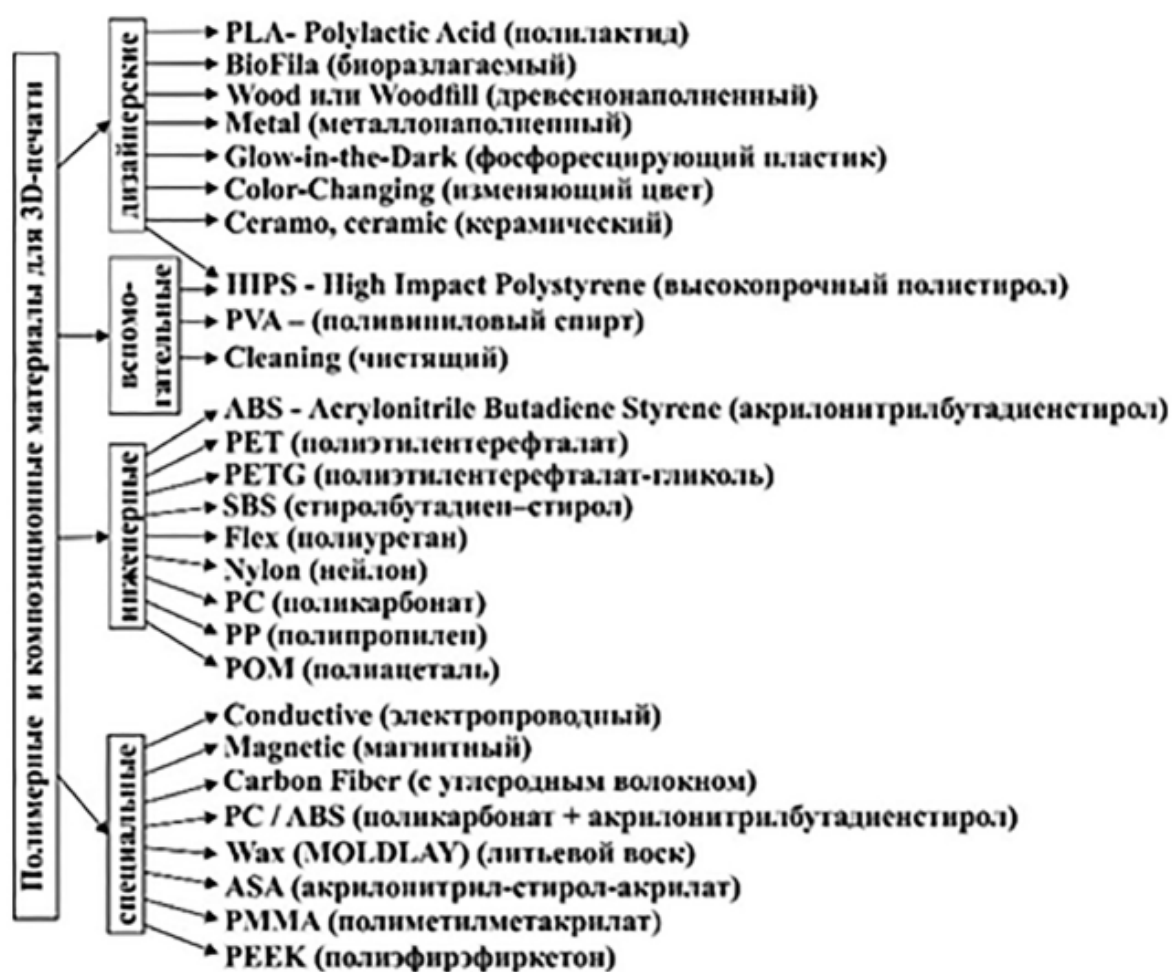 Полимерные и композиционные материалы для 3D-печати
дизайнерские
PLA- Polylactic Acid (полилактид)
BioFila (биоразлагаемый)
Wood или Woodfill (древеснонаполненный)
Metal (металлонаполненный)
Glow-in-the-Dark (фосфоресцирующий пластик)
Color-Changing (изменяющий цвет)
Ceramo, ceramic (керамический)
вспомо-
гательные
HIPS - High Impact Polystyrene (высокопрочный полистирол)
PVA – (поливиниловый спирт)
Cleaning (чистящий)
инженерные
ABS - Acrylonitrile Butadiene Styrene (акрилонитрилбутадиенстирол)
PET (полиэтилентерефталат)
PETG (полиэтилентерефталат-гликоль)
SBS (стиролбутадиен–стирол)
Flex (полиуретан)
Nylon (нейлон)
PC (поликарбонат)
PP (полипропилен)
POM (полиацеталь)
специальные
Conductive (электропроводный)
Magnetic (магнитный)
Carbon Fiber (с углеродным волокном)
PC / ABS (поликарбонат + акрилонитрилбутадиенстирол)
Wax (MOLDLAY) (литьевой воск)
ASA (акрилонитрил-стирол-акрилат)
PMMA (полиметилметакрилат)
PEEK (полиэфирэфиркетон)